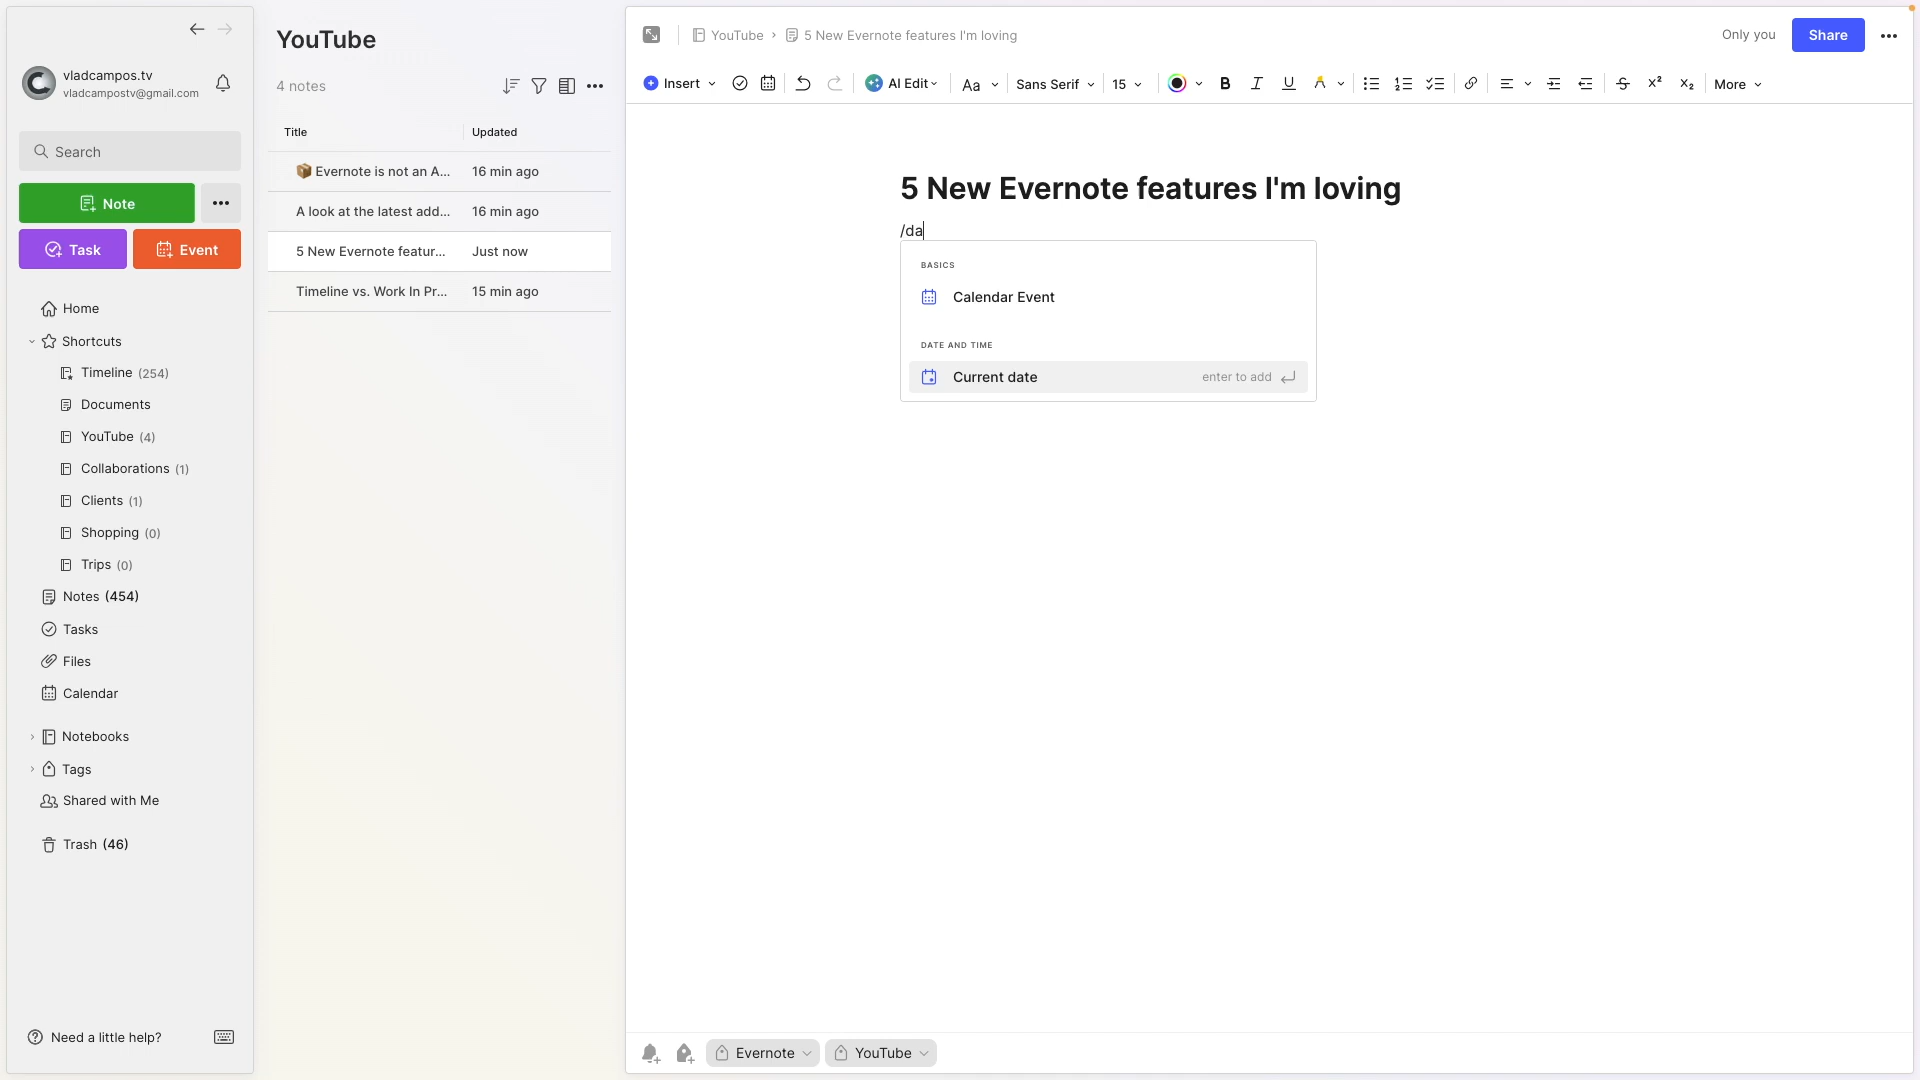 vladcampos.tv
vladcampostv@gmail.com
Search
Note
Task
Event
Home
Shortcuts
Timeline (254)
Documents
YouTube (4)
Collaborations (1)
Clients (1)
Shopping (0)
Trips (0)
Notes (454)
Tasks
Files
Calendar
Notebooks
Tags
Shared with Me
Trash (46)
Need a little help?
YouTube
4 notes
Title Updated
Evernote is not an A... 16 min ago
A look at the latest add... 16 min ago
5 New Evernote featur... Just now
Timeline vs. Work In Pr... 15 min ago
YouTube › 5 New Evernote features I'm loving
Only you
Share
Insert AI Edit Aa Sans Serif 15 B I U A S x² x₂ More
5 New Evernote features I'm loving
/da
BASICS
Calendar Event
DATE AND TIME
Current date enter to add
Evernote YouTube